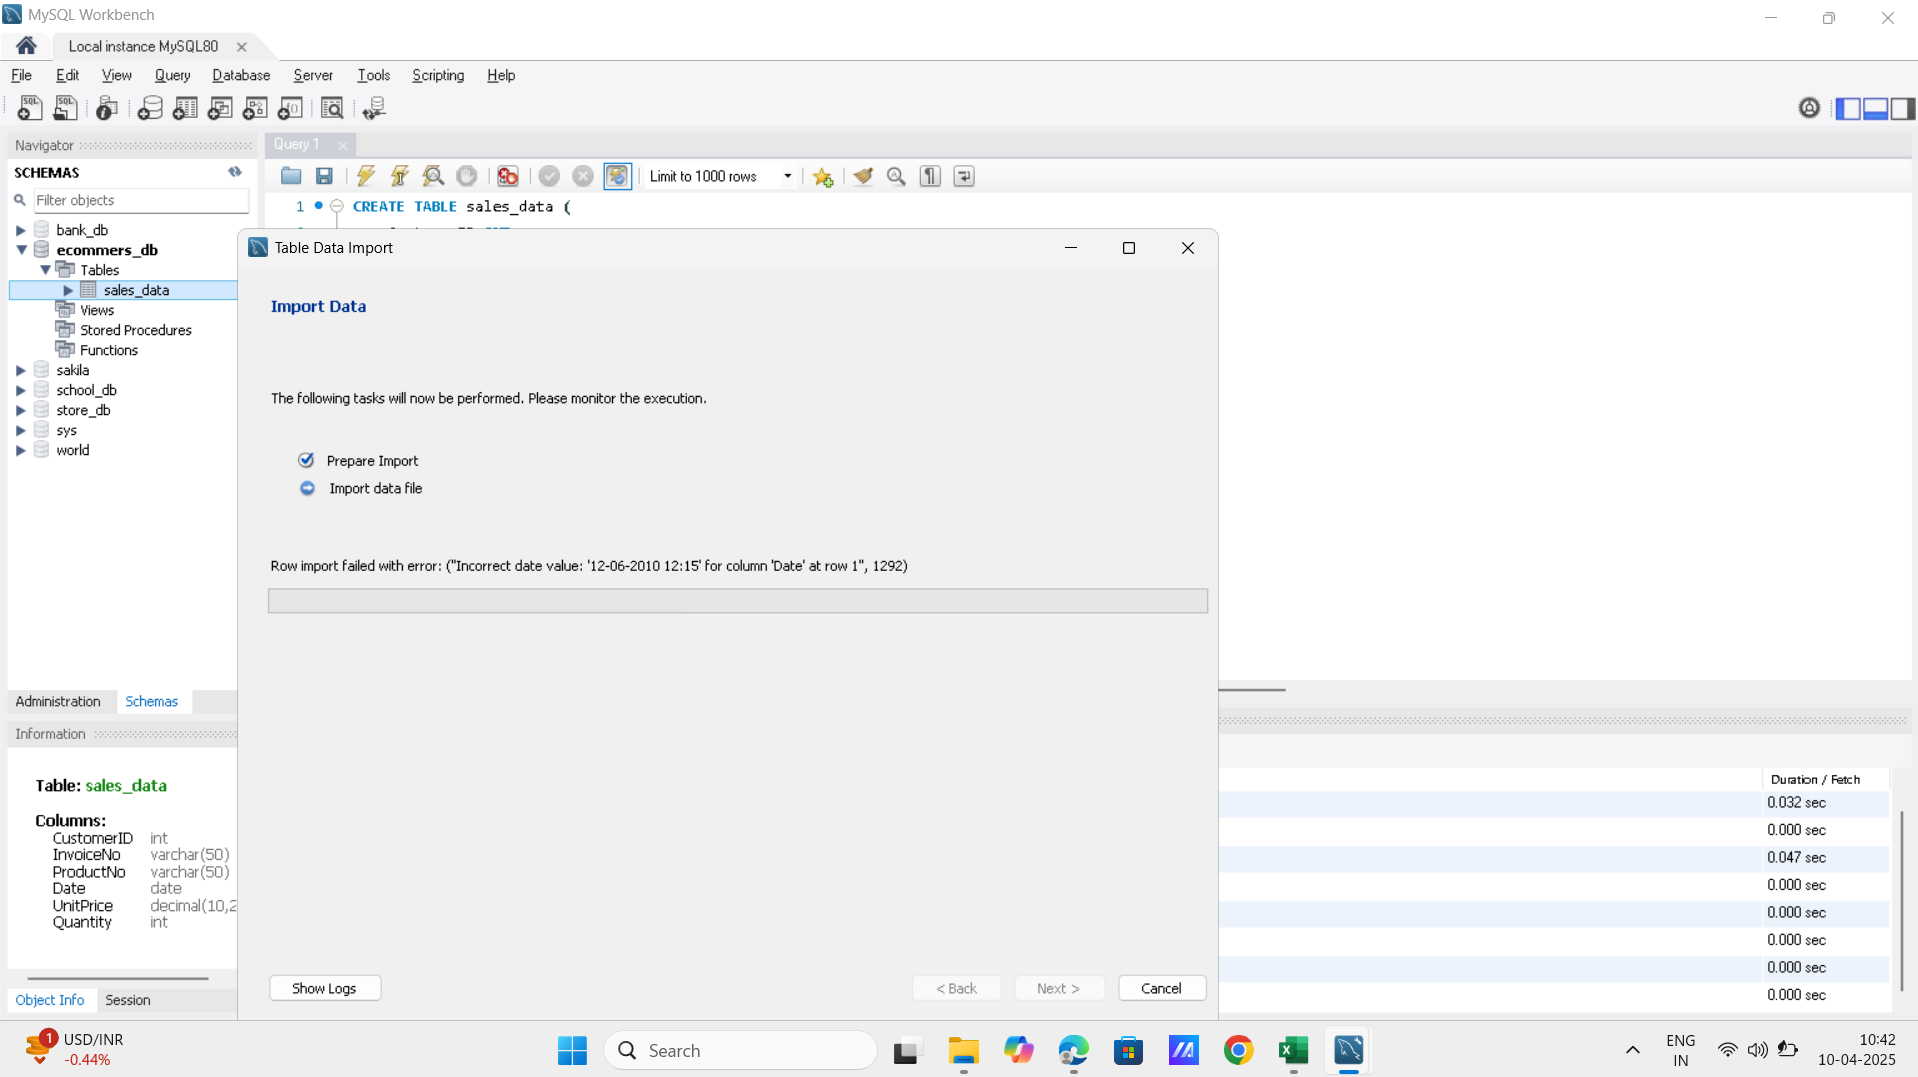 MySQL Workbench
Local instance MySQL80
File Edit View Query Database Server Tools Scripting Help
Navigator
SCHEMAS
Filter objects
bank_db
ecommers_db
Tables
sales_data
Views
Stored Procedures
Functions
sakila
school_db
store_db
sys
world
Administration Schemas
Information
Table: sales_data
Columns:
CustomerID int
InvoiceNo varchar(50)
ProductNo varchar(50)
Date date
UnitPrice decimal(10,2
Quantity int
Object Info Session
Query 1
Limit to 1000 rows
1 CREATE TABLE sales_data (
Table Data Import
Import Data
The following tasks will now be performed. Please monitor the execution.
Prepare Import
Import data file
Row import failed with error: ("Incorrect date value: '12-06-2010 12:15' for column 'Date' at row 1", 1292)
Show Logs
< Back
Next >
Cancel
Duration / Fetch
0.032 sec
0.000 sec
0.047 sec
0.000 sec
0.000 sec
0.000 sec
0.000 sec
0.000 sec
1
USD/INR
-0.44%
Search
ENG
IN
10:42
10-04-2025